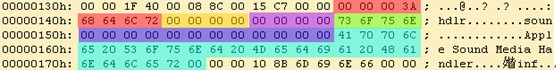 00000130h: 00 00 1F 40 00 00 08 8C 00 15 C7 00 00 00 00 3A ; ...@..?..?.....:
00000140h: 68 64 6C 72 00 00 00 00 00 00 00 00 73 6F 75 6E ; hdlr........soun
00000150h: 00 00 00 00 00 00 00 00 00 00 00 00 41 70 70 6C ; ............Appl
00000160h: 65 20 53 6F 75 6E 64 20 4D 65 64 69 61 20 48 61 ; e Sound Media Ha
00000170h: 6E 64 6C 65 72 00 00 00 10 8B 6D 69 6E 66 00 00 ; ndler....媘inf..